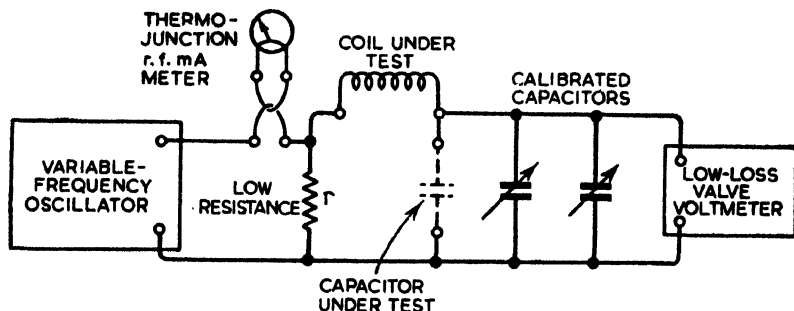 THERMO-
JUNCTION
r.f. mA
METER
COIL UNDER
TEST
CALIBRATED
CAPACITORS
VARIABLE-
FREQUENCY
OSCILLATOR
LOW
RESISTANCE
r
LOW-LOSS
VALVE
VOLTMETER
CAPACITOR
UNDER TEST